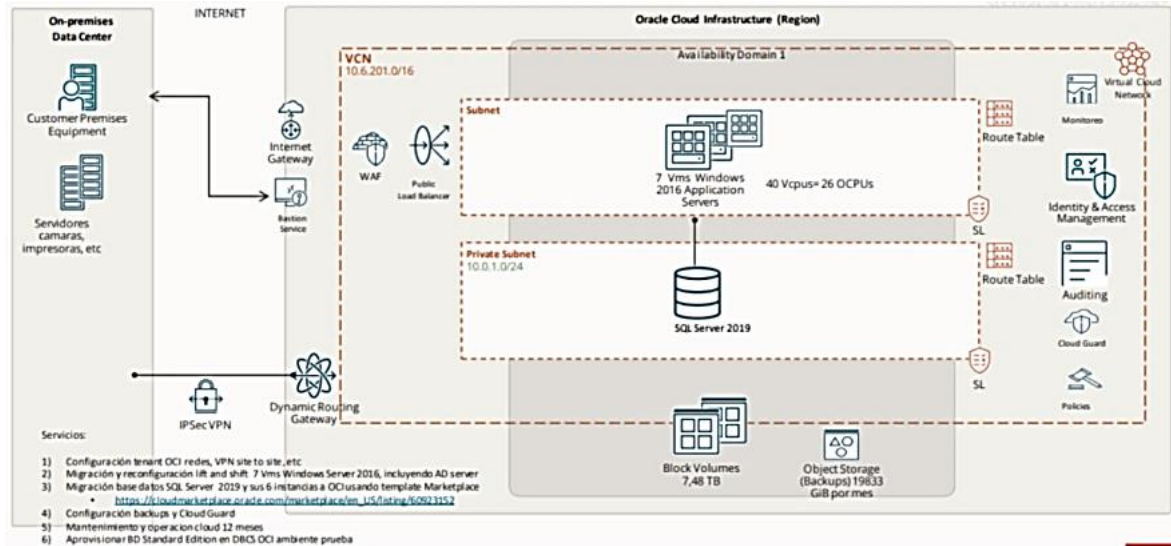 On-premises
Data Center
INTERNET
Oracle Cloud Infrastructure (Region)
Customer Premises
Equipment
Servidores
camaras,
impresoras, etc
Internet
Gateway
Bastion
Service
VCN
10.6.201.0/16
Availability Domain 1
Virtual Cloud
Network
WAF
Public
Load Balancer
Subnet
7 Vms Windows
2016 Application
Servers
40 Vcpus= 26 OCPUs
Route Table
SL
Monitoreo
Identity & Access
Management
Private Subnet
10.0.1.0/24
SQL Server 2019
Route Table
SL
Auditing
Cloud Guard
Policies
IPSec VPN
Dynamic Routing
Gateway
Block Volumes
7,48 TB
Object Storage
(Backups) 19833
GiB por mes
Servicios:
1) Configuración tenant OCI redes, VPN site to site, etc
2) Migración y reconfiguración lift and shift 7 Vms Windows Server 2016, incluyendo AD server
3) Migración base datos SQL Server 2019 y sus 6 instancias a OCI usando template Marketplace
• https://cloudmarketplace.oracle.com/marketplace/en_US/listing/60923152
4) Configuración backups y Cloud Guard
5) Mantenimiento y operacion cloud 12 meses
6) Aprovisionar BD Standard Edition en DBCS OCI ambiente prueba